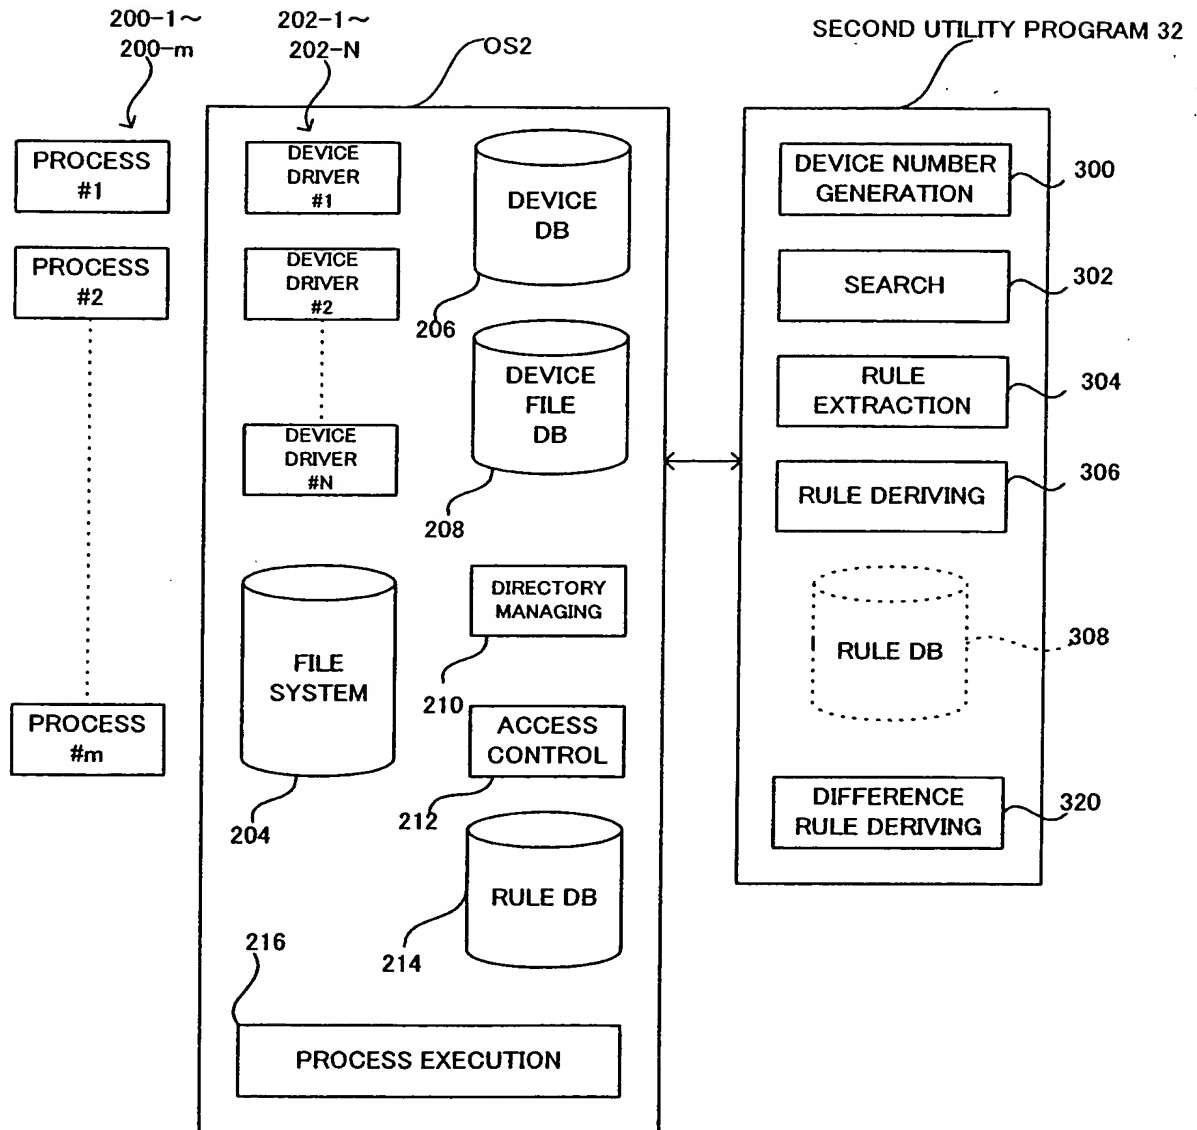 200-1~
200-m
202-1~
202-N
OS2
SECOND UTILITY PROGRAM 32
PROCESS
#1
PROCESS
#2
PROCESS
#m
DEVICE
DRIVER
#1
DEVICE
DRIVER
#2
DEVICE
DRIVER
#N
DEVICE
DB
206
DEVICE
FILE
DB
208
FILE
SYSTEM
204
DIRECTORY
MANAGING
210
ACCESS
CONTROL
212
RULE DB
214
216
PROCESS EXECUTION
DEVICE NUMBER
GENERATION
300
SEARCH
302
RULE
EXTRACTION
304
RULE DERIVING
306
RULE DB
308
DIFFERENCE
RULE DERIVING
320